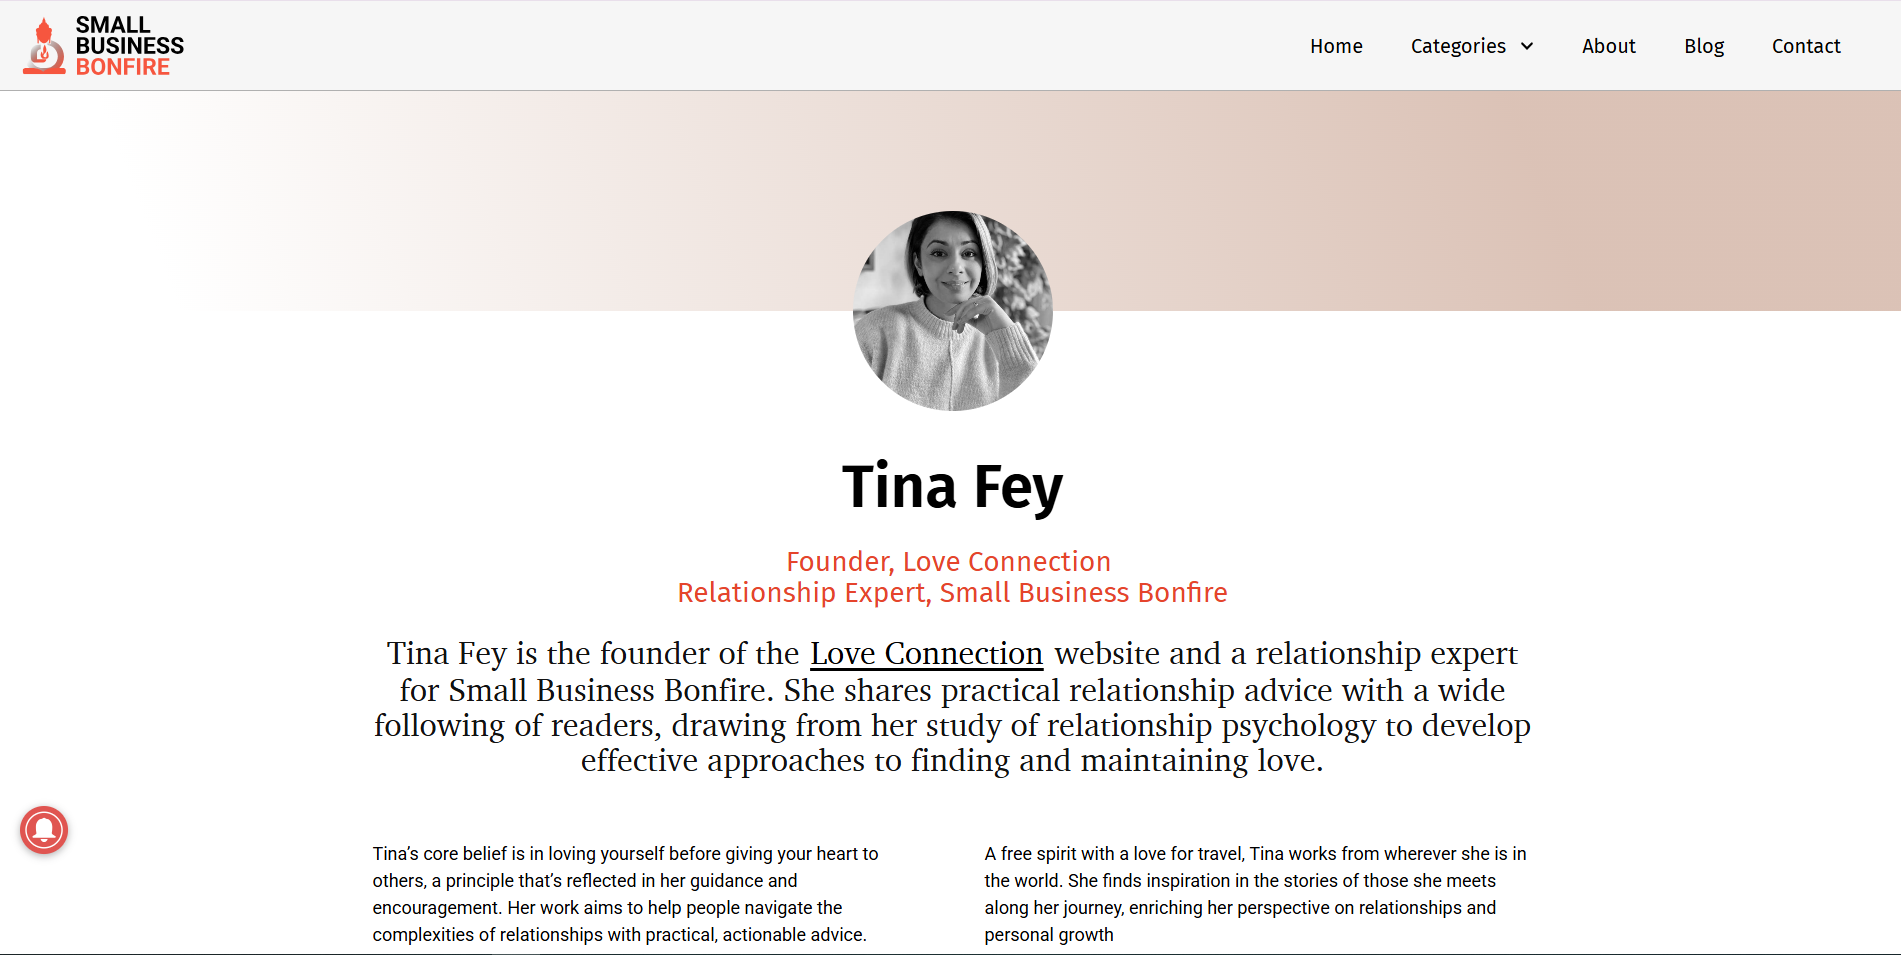 SMALL
BUSINESS
BONFIRE
Home Categories About Blog Contact
Tina Fey
Founder, Love Connection
Relationship Expert, Small Business Bonfire
Tina Fey is the founder of the Love Connection website and a relationship expert
for Small Business Bonfire. She shares practical relationship advice with a wide
following of readers, drawing from her study of relationship psychology to develop
effective approaches to finding and maintaining love.
Tina’s core belief is in loving yourself before giving your heart to
others, a principle that’s reflected in her guidance and
encouragement. Her work aims to help people navigate the
complexities of relationships with practical, actionable advice.
A free spirit with a love for travel, Tina works from wherever she is in
the world. She finds inspiration in the stories of those she meets
along her journey, enriching her perspective on relationships and
personal growth